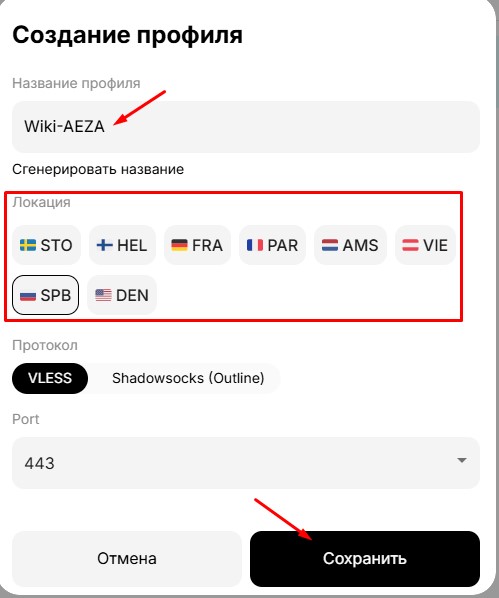 Создание профиля
Название профиля
Wiki-AEZA
Сгенерировать название
Локация
STO HEL FRA PAR AMS VIE
SPB DEN
Протокол
VLESS Shadowsocks (Outline)
Port
443
Отмена Сохранить